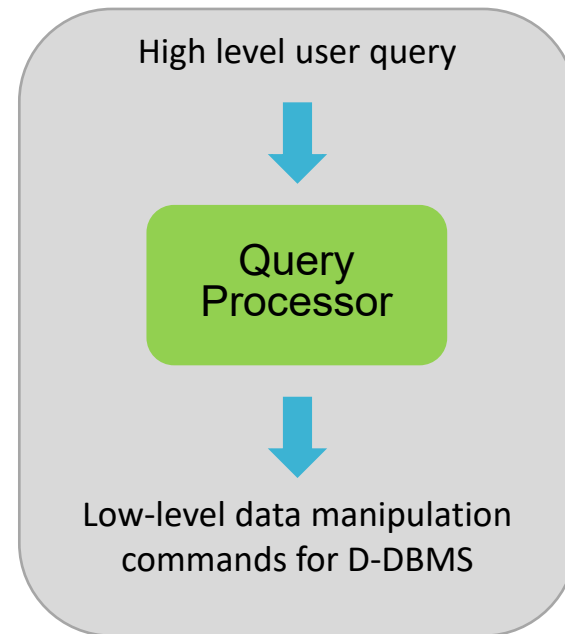 High level user query
Query
Processor
Low-level data manipulation
commands for D-DBMS